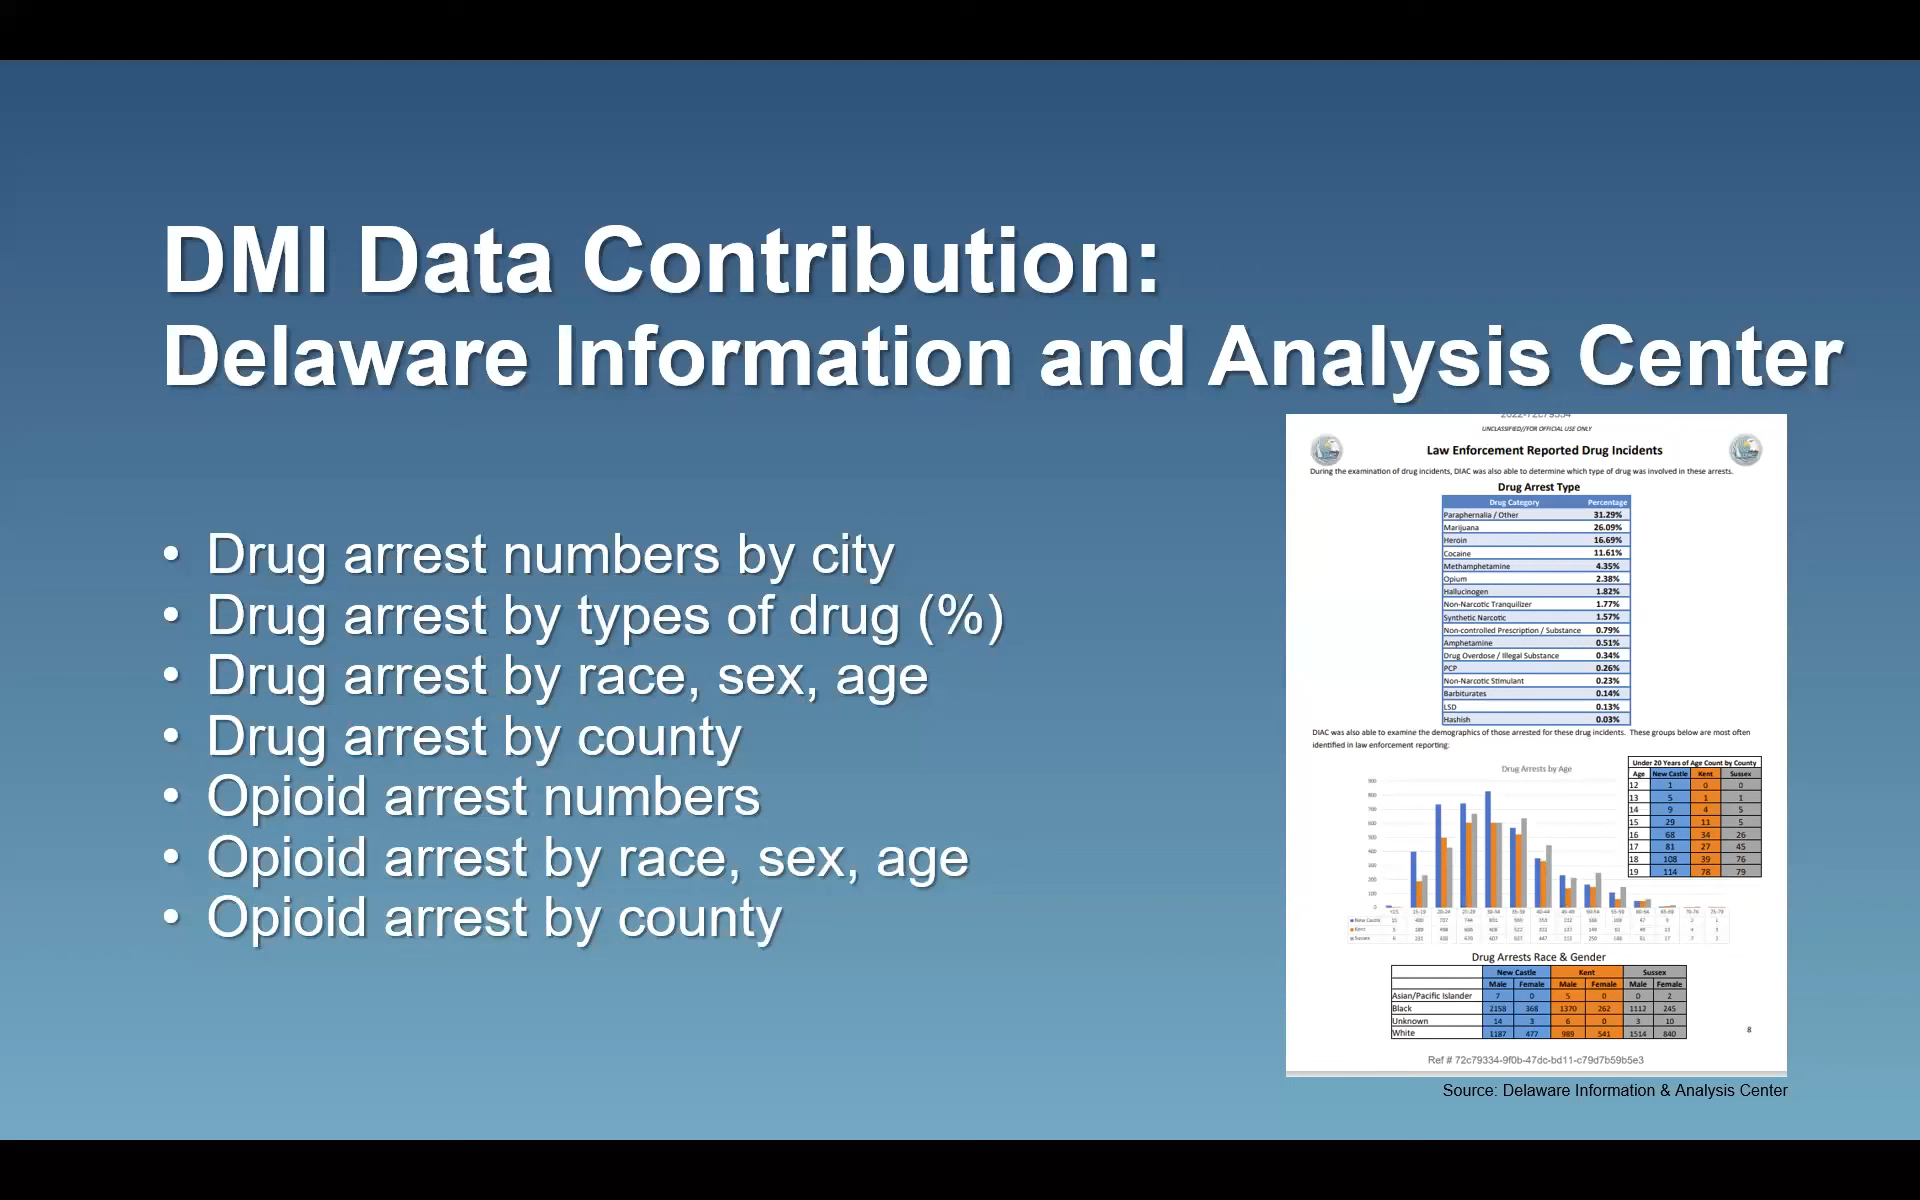 DMI Data Contribution:
Delaware Information and Analysis Center
• Drug arrest numbers by city
• Drug arrest by types of drug (%)
• Drug arrest by race, sex, age
• Drug arrest by county
• Opioid arrest numbers
• Opioid arrest by race, sex, age
• Opioid arrest by county
UNCLASSIFIED//FOR OFFICIAL USE ONLY
Law Enforcement Reported Drug Incidents
During the examination of drug incidents, DIAC was also able to determine which type of drug was involved in these arrests.
Drug Arrest Type
Drug Category Percentage
Paraphernalia / Other 31.29%
Marijuana 26.09%
Heroin 16.69%
Cocaine 11.61%
Methamphetamine 4.35%
Opium 2.38%
Hallucinogen 1.82%
Non-Narcotic Tranquilizer 1.77%
Synthetic Narcotic 1.57%
Non-controlled Prescription / Substance 0.79%
Amphetamine 0.51%
Drug Overdose / Illegal Substance 0.34%
PCP 0.26%
Non-Narcotic Stimulant 0.23%
Barbiturates 0.14%
LSD 0.13%
Hashish 0.03%
DIAC was also able to examine the demographics of those arrested for these drug incidents. These groups below are most often
identified in law enforcement reporting:
Drug Arrests by Age
900
800
700
600
500
400
300
200
100
0
New Castle
Kent
Sussex
Under 20 Years of Age Count by County
Age New Castle Kent Sussex
12 1 0 0
13 5 1 1
14 9 4 5
15 29 11 5
16 68 34 26
17 81 27 45
18 108 39 76
19 114 78 79
Drug Arrests Race & Gender
New Castle Kent Sussex
Male Female Male Female Male Female
Asian/Pacific Islander 7 0 5 0 0 2
Black 2158 368 1370 262 1112 245
Unknown 14 3 6 0 3 10
White 1187 477 989 541 1514 840
8
Ref # 72c79334-9f0b-47dc-bd11-c79d7b59b5e3
Source: Delaware Information & Analysis Center